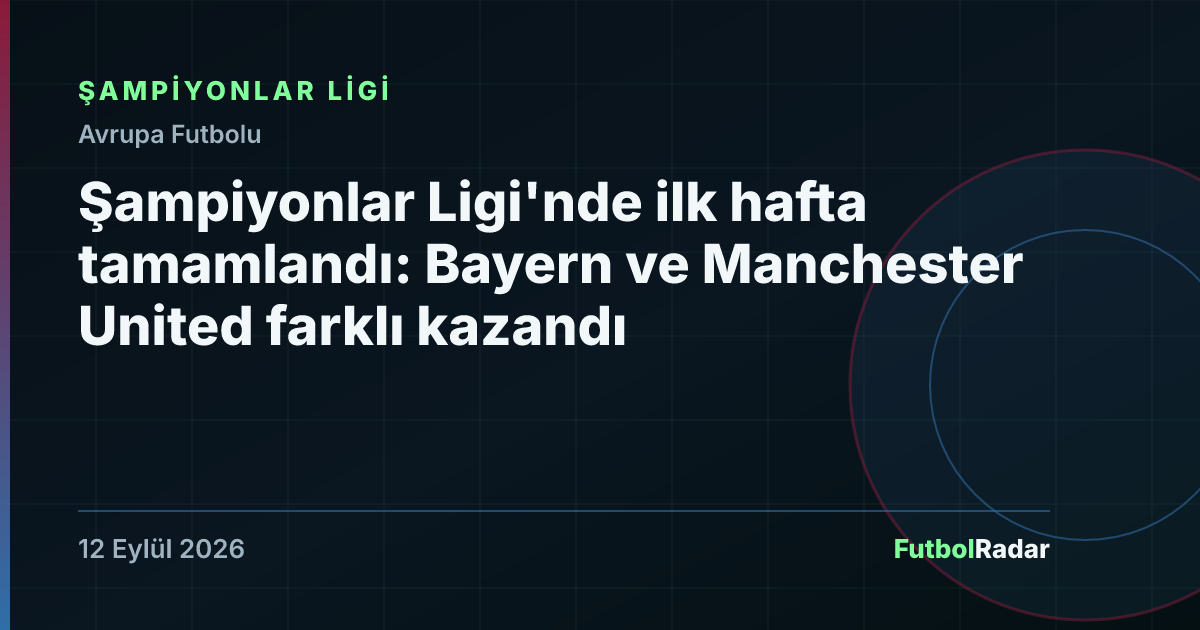 ŞAMPİYONLAR LİGİ
Avrupa Futbolu
Şampiyonlar Ligi'nde ilk hafta
tamamlandı: Bayern ve Manchester
United farklı kazandı
12 Eylül 2026
FutbolRadar